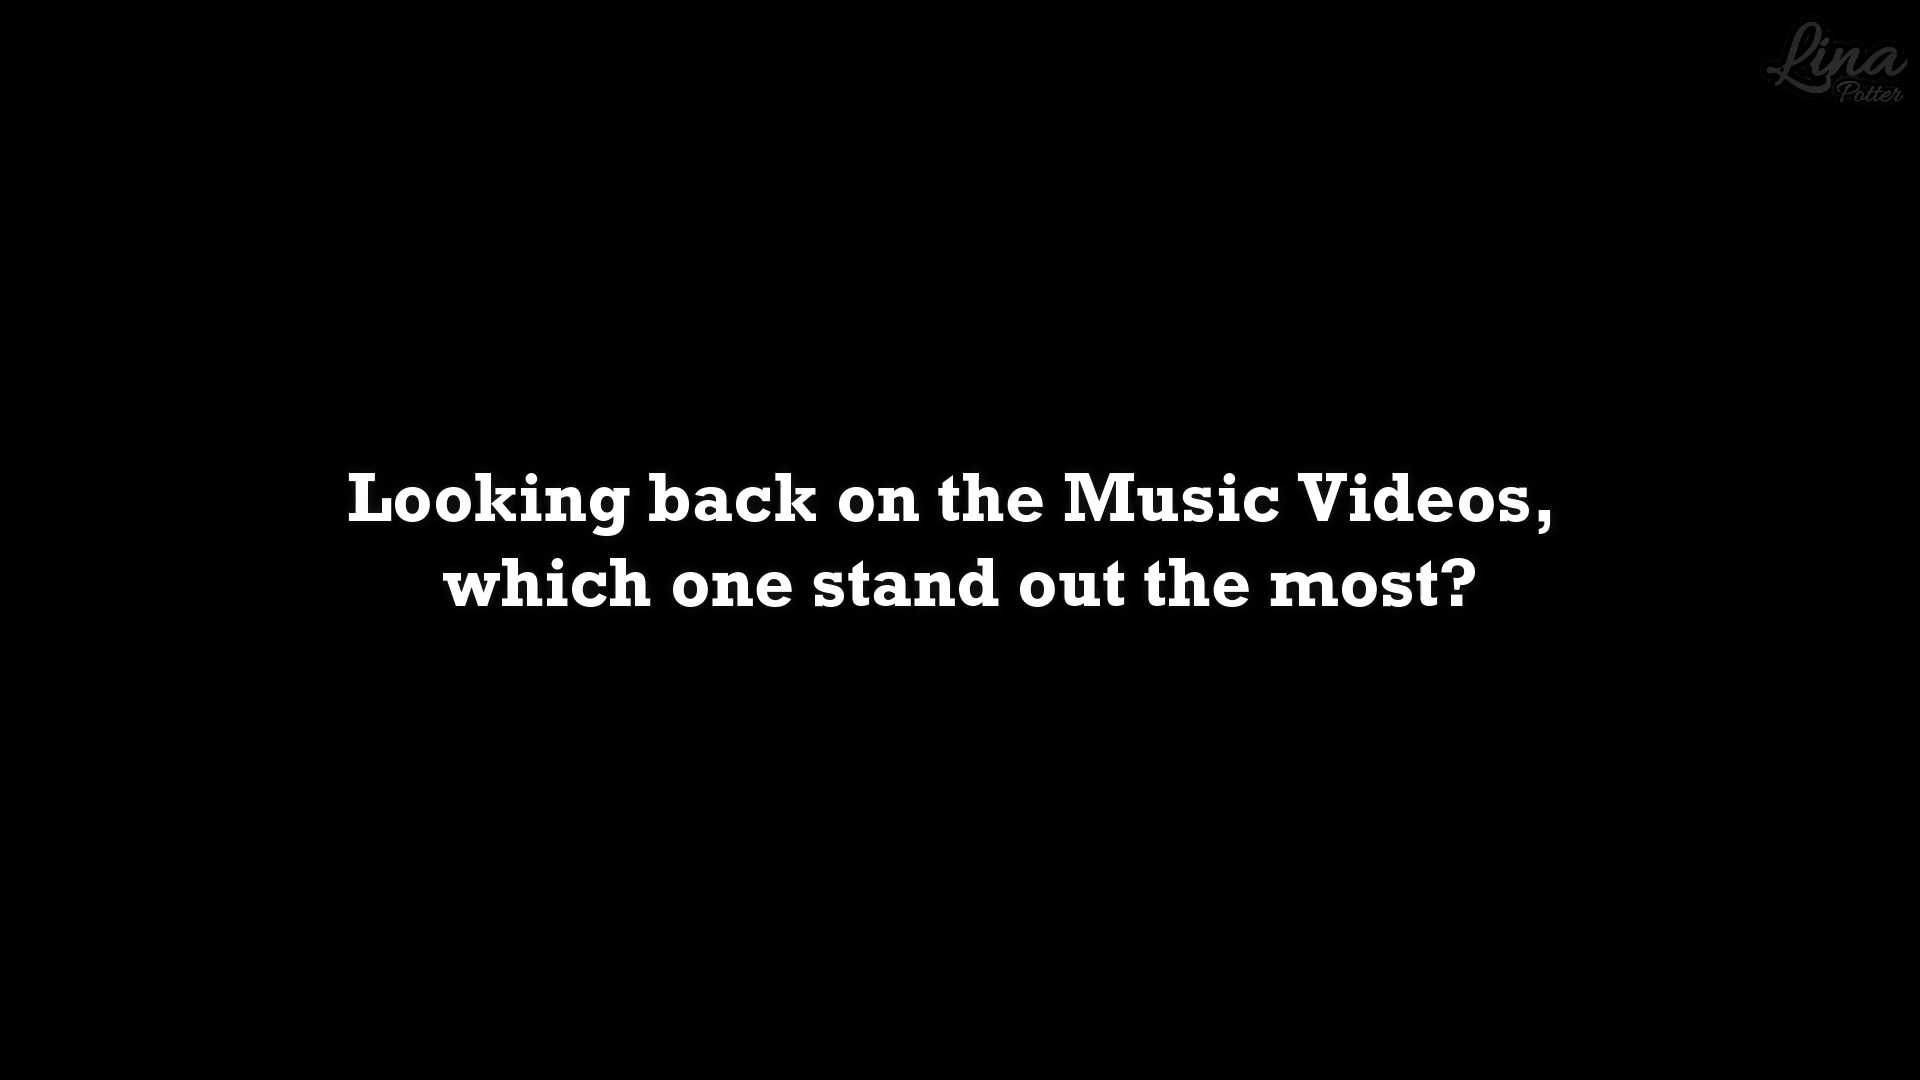 Lina
Potter
Looking back on the Music Videos,
which one stand out the most?